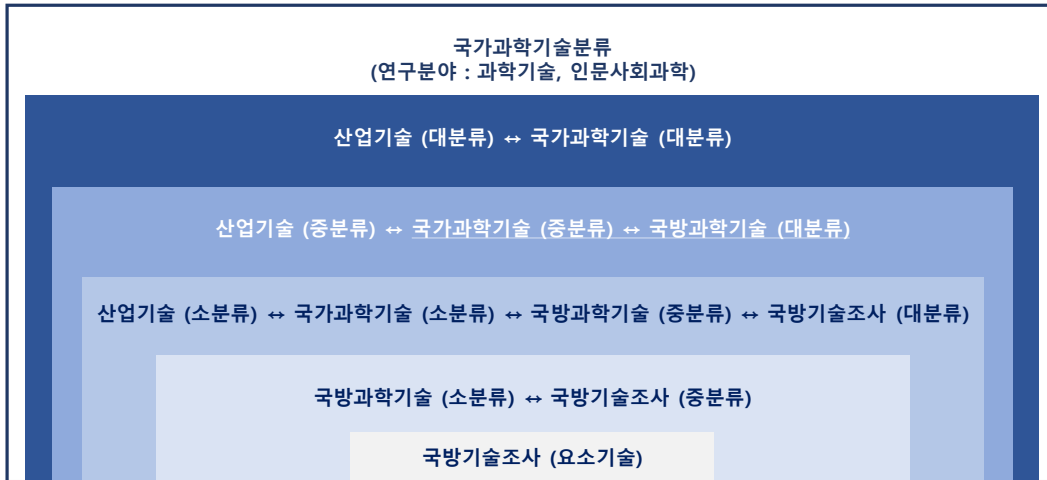 국가과학기술분류
(연구분야 : 과학기술, 인문사회과학)
산업기술 (대분류) ↔ 국가과학기술 (대분류)
산업기술 (중분류) ↔ 국가과학기술 (중분류) ↔ 국방과학기술 (대분류)
산업기술 (소분류) ↔ 국가과학기술 (소분류) ↔ 국방과학기술 (중분류) ↔ 국방기술조사 (대분류)
국방과학기술 (소분류) ↔ 국방기술조사 (중분류)
국방기술조사 (요소기술)